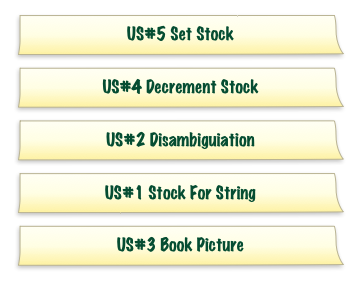 US#5 Set Stock
US#4 Decrement Stock
US#2 Disambiguiation
US#1 Stock For String
US#3 Book Picture